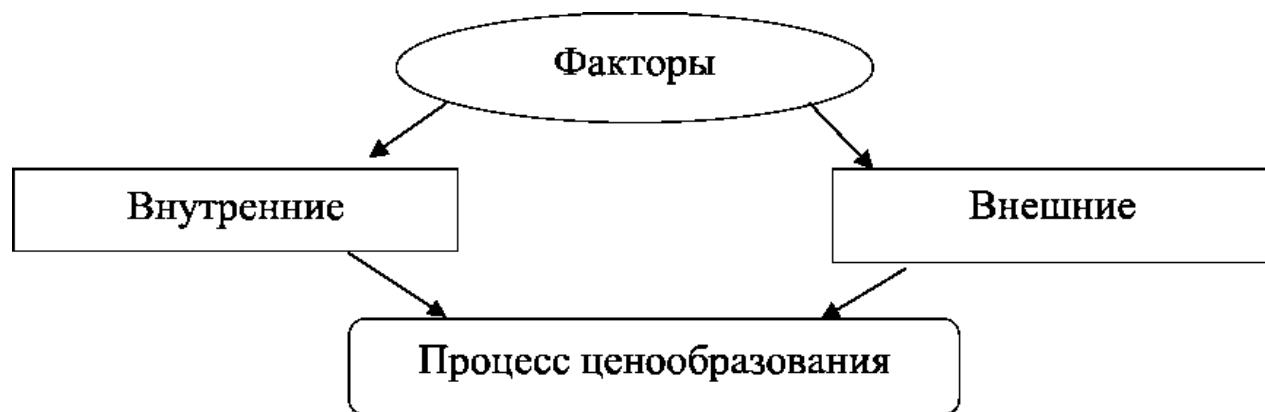 Факторы
Внутренние
Внешние
Процесс ценообразования